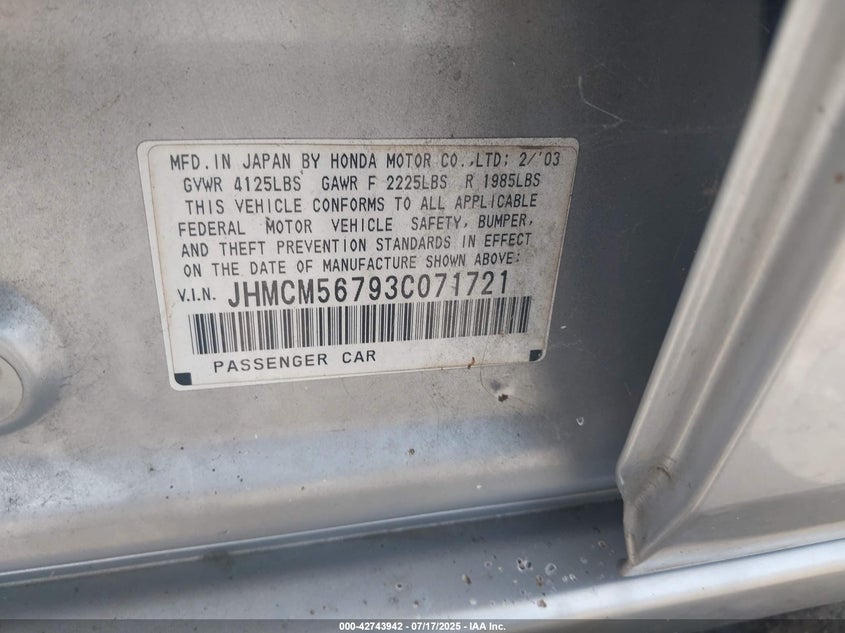 MFD. IN JAPAN BY HONDA MOTOR CO., LTD; 2/'03
GVWR 4125LBS GAWR F 2225LBS R 1985LBS
THIS VEHICLE CONFORMS TO ALL APPLICABLE
FEDERAL MOTOR VEHICLE SAFETY, BUMPER,
AND THEFT PREVENTION STANDARDS IN EFFECT
ON THE DATE OF MANUFACTURE SHOWN ABOVE;
V.I.N. JHMCM56793C071721
PASSENGER CAR
000-42743942 - 07/17/2025 - IAA Inc.